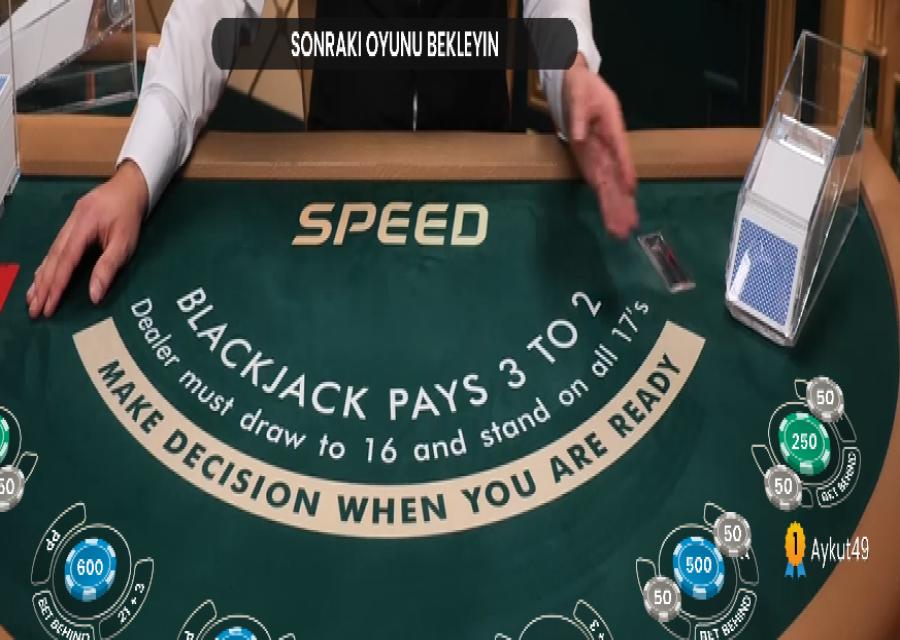 SONRAKI OYUNU BEKLEYIN
SPEED
BLACKJACK PAYS 3 TO 2
Dealer must draw to 16 and stand on all 17's
MAKE DECISION WHEN YOU ARE READY
50
250
50
BET BEHIND
50
PP
600
21 + 3
BET BEHIND
50
500
50
BET BEHIND
1
Aykut49